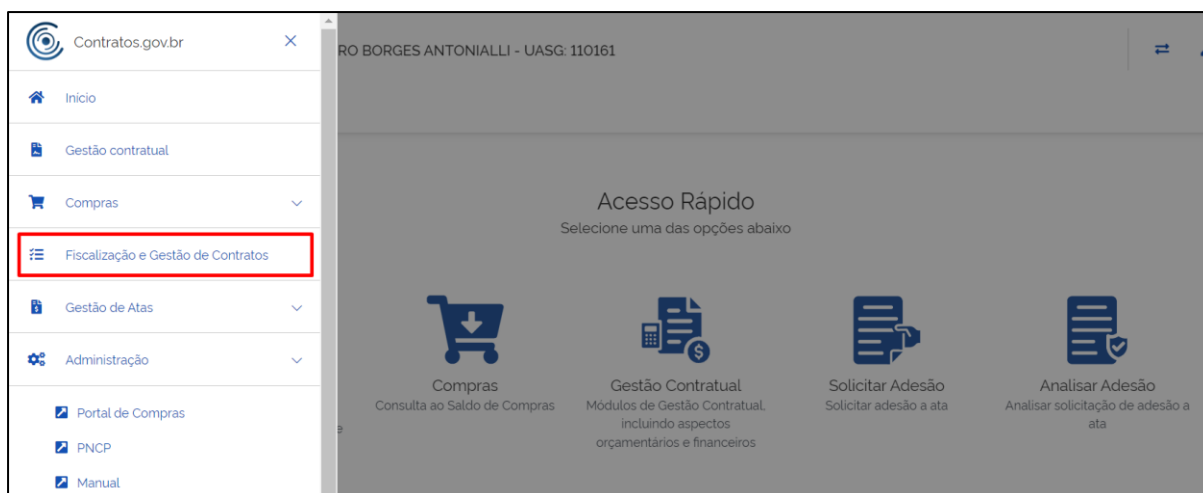 Contratos.gov.br
RO BORGES ANTONIALLI - UASG: 110161
Início
Gestão contratual
Compras
Fiscalização e Gestão de Contratos
Gestão de Atas
Administração
Portal de Compras
PNCP
Manual
Acesso Rápido
Selecione uma das opções abaixo
Compras
Consulta ao Saldo de Compras
Gestão Contratual
Módulos de Gestão Contratual,
incluindo aspectos
orçamentários e financeiros
Solicitar Adesão
Solicitar adesão a ata
Analisar Adesão
Analisar solicitação de adesão a
ata